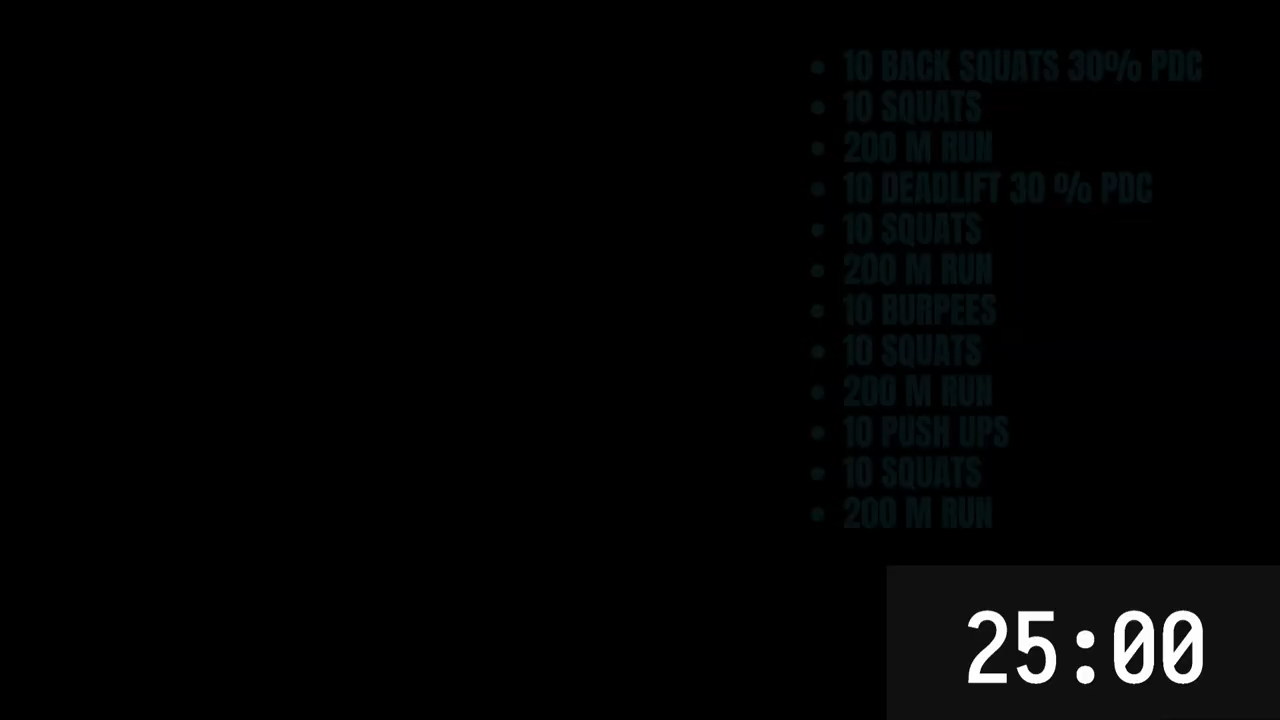 • 10 BACK SQUATS 30% PDC
• 10 SQUATS
• 200 M RUN
• 10 DEADLIFT 30 % PDC
• 10 SQUATS
• 200 M RUN
• 10 BURPEES
• 10 SQUATS
• 200 M RUN
• 10 PUSH UPS
• 10 SQUATS
• 200 M RUN
25:00